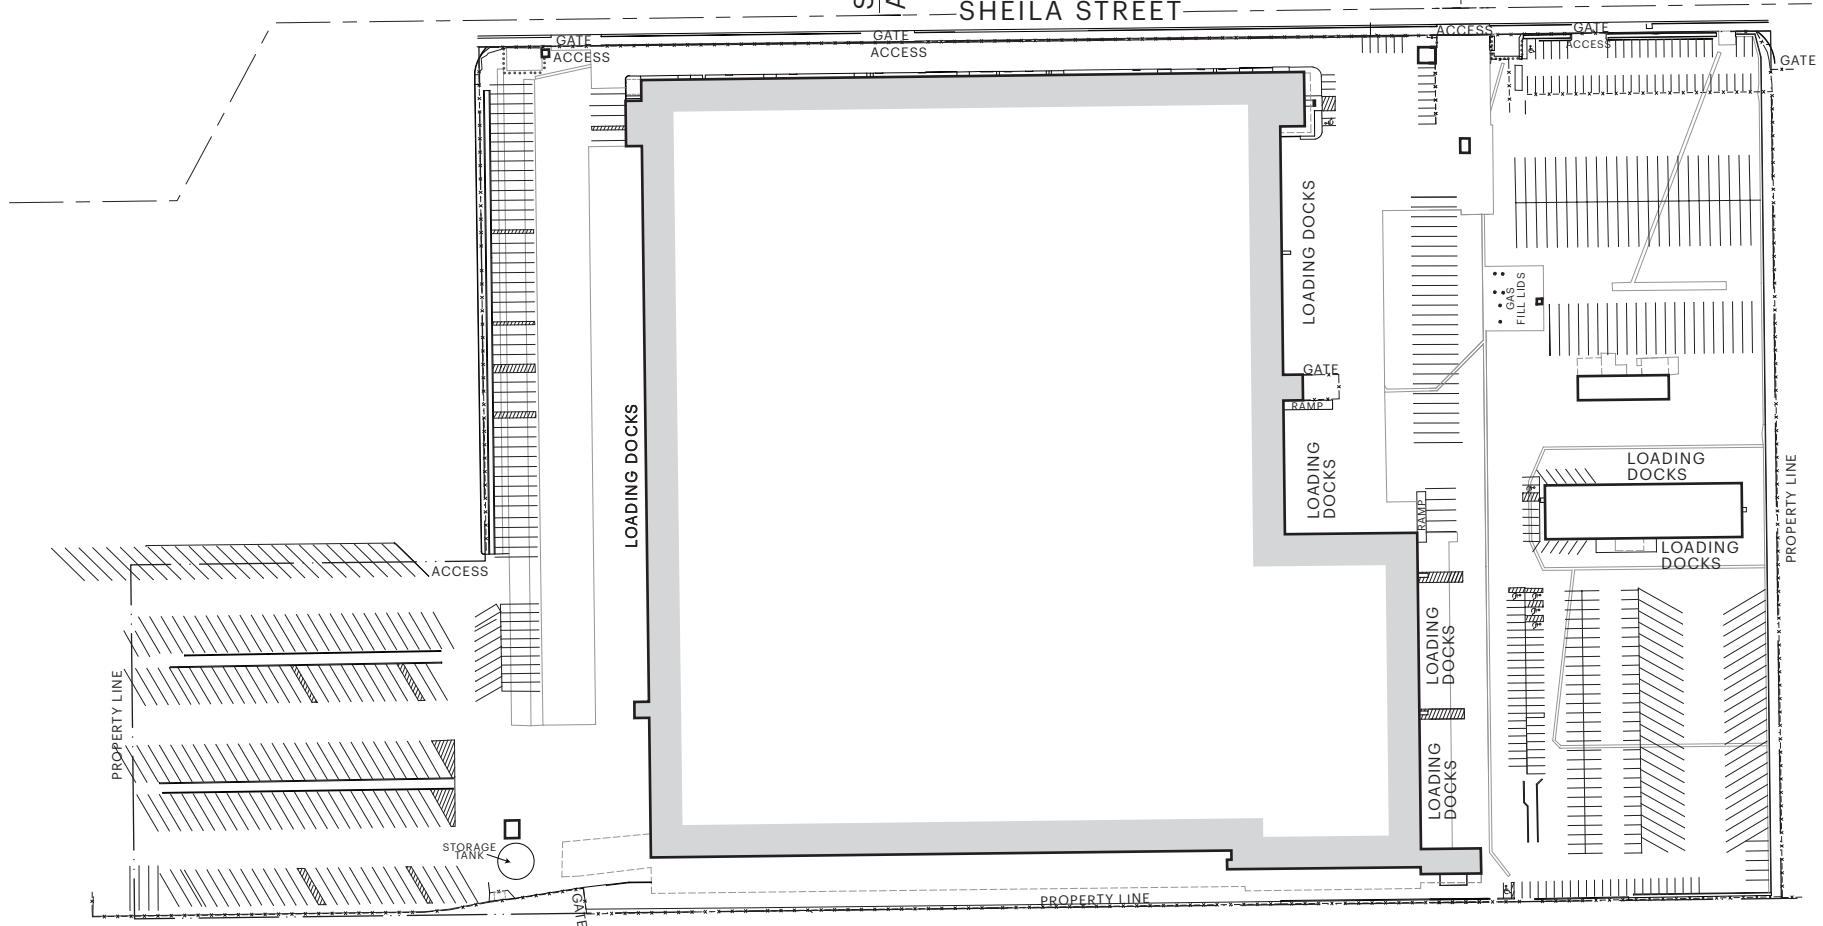 S
A
SHEILA STREET
GATE
ACCESS
GATE
ACCESS
ACCESS
GATE
ACCESS
GATE
LOADING DOCKS
GAS
FILL LIDS
GATE
RAMP
LOADING DOCKS
LOADING
DOCKS
RAMP
LOADING
DOCKS
LOADING
DOCKS
PROPERTY LINE
ACCESS
LOADING
DOCKS
PROPERTY LINE
LOADING
DOCKS
STORAGE
TANK
GATE
PROPERTY LINE